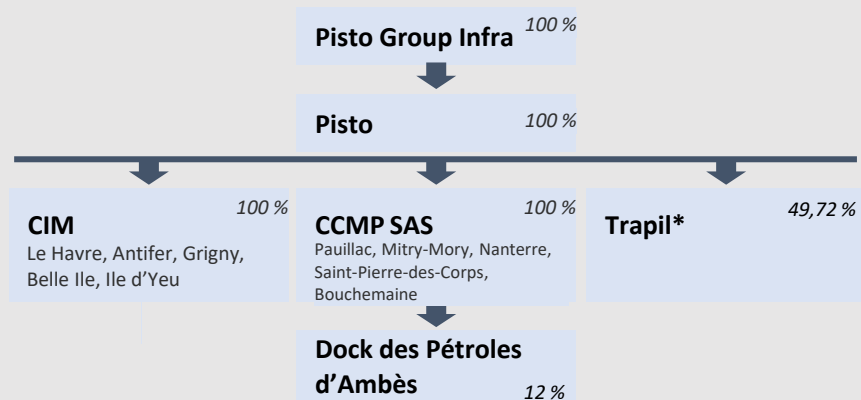 Pisto Group Infra 100 %
Pisto 100 %
CIM 100 %
Le Havre, Antifer, Grigny,
Belle Ile, Ile d’Yeu
CCMP SAS 100 %
Pauillac, Mitry-Mory, Nanterre,
Saint-Pierre-des-Corps,
Bouchemaine
Trapil* 49,72 %
Dock des Pétroles
d’Ambès 12 %